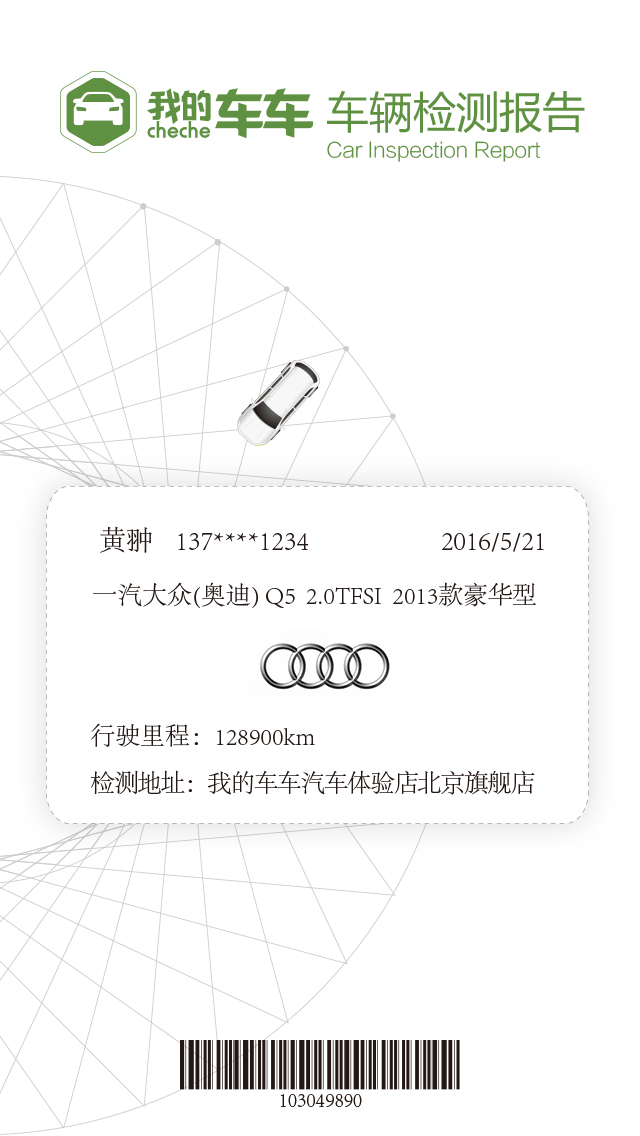 我的车车 车辆检测报告
cheche
Car Inspection Report
黄翀 137****1234 2016/5/21
一汽大众(奥迪) Q5 2.0TFSI 2013款豪华型
行驶里程：128900km
检测地址：我的车车汽车体验店北京旗舰店
103049890